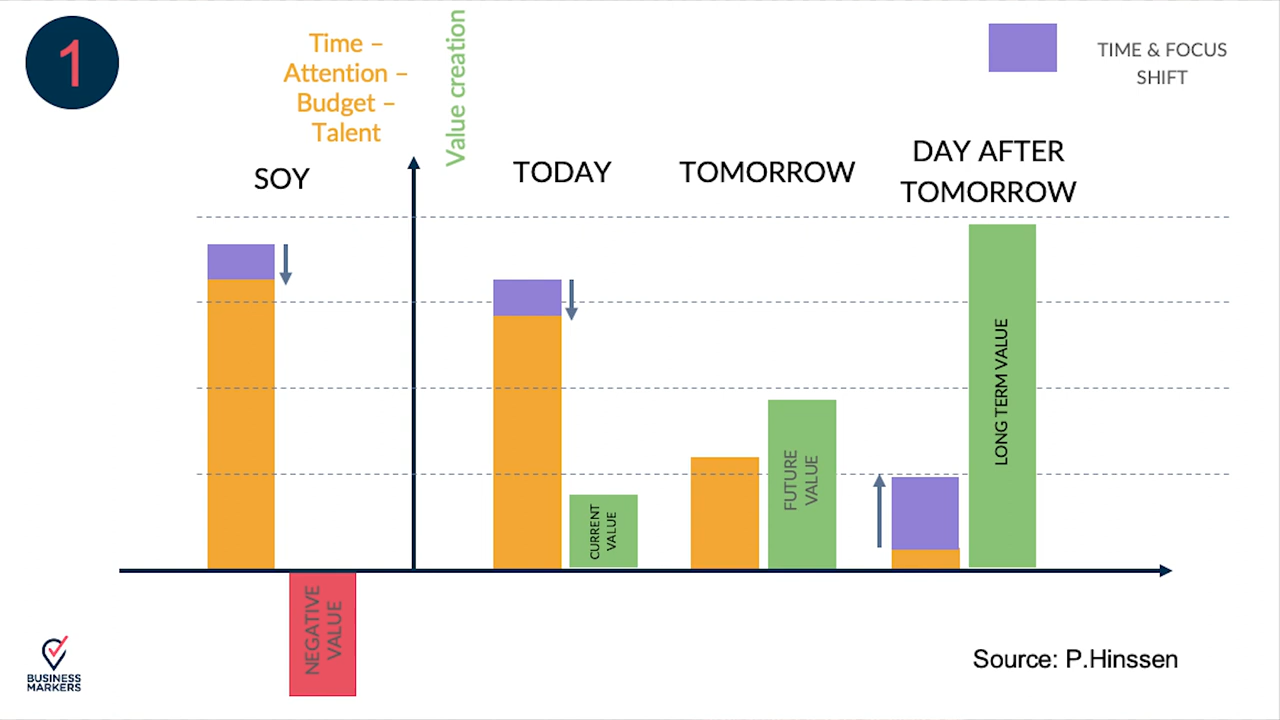 1
Time –
Attention –
Budget –
Talent
Value creation
TIME & FOCUS
SHIFT
SOY
TODAY
TOMORROW
DAY AFTER
TOMORROW
CURRENT
VALUE
FUTURE
VALUE
LONG TERM VALUE
NEGATIVE
VALUE
BUSINESS
MARKERS
Source: P.Hinssen